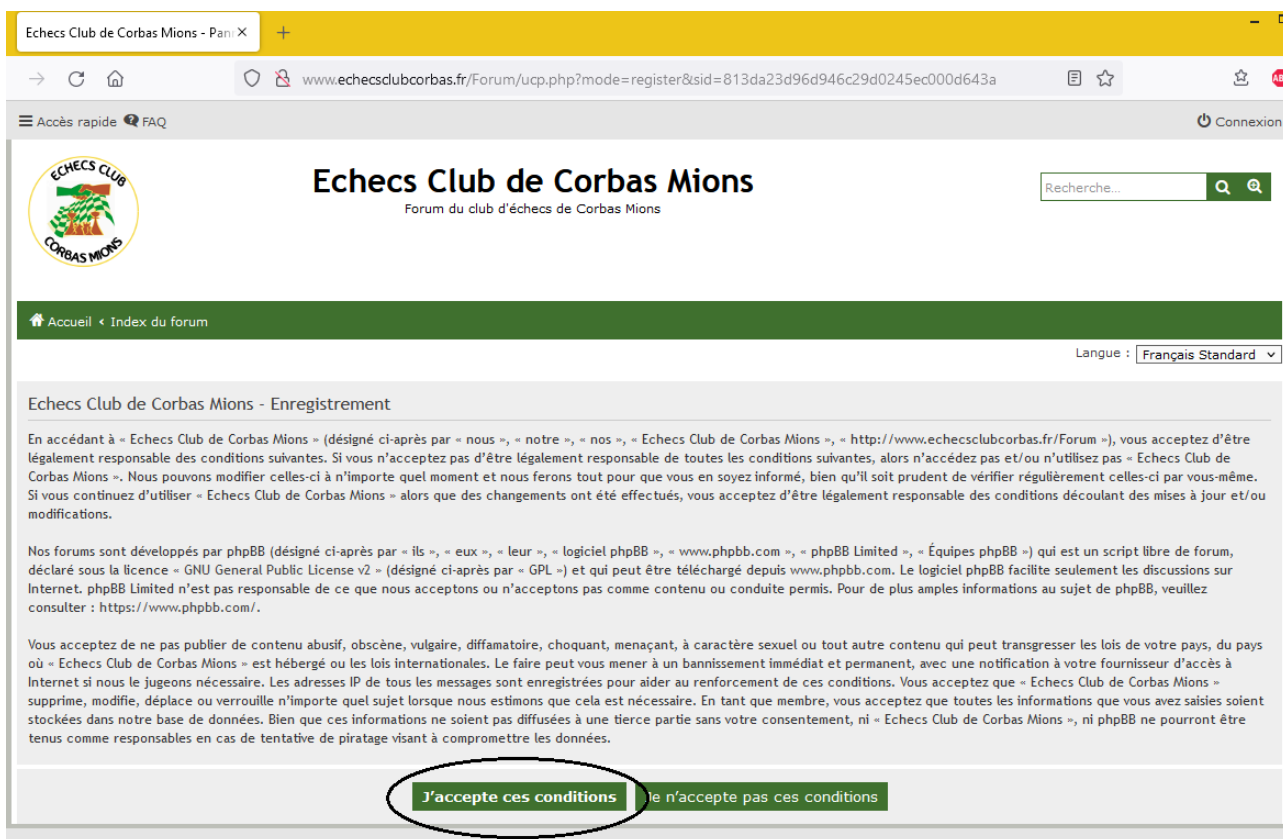 Echecs Club de Corbas Mions - Pan
www.echecsclubcorbas.fr/Forum/ucp.php?mode=register&sid=813da23d96d946c29d0245ec000d643a
Accès rapide FAQ
Connexion
ECHECS CLUB
CORBAS MIONS
Echecs Club de Corbas Mions
Forum du club d'échecs de Corbas Mions
Recherche...
Accueil ‹ Index du forum
Langue : Français Standard
Echecs Club de Corbas Mions - Enregistrement
En accédant à « Echecs Club de Corbas Mions » (désigné ci-après par « nous », « notre », « nos », « Echecs Club de Corbas Mions », « http://www.echecsclubcorbas.fr/Forum »), vous acceptez d'être
légalement responsable des conditions suivantes. Si vous n'acceptez pas d'être légalement responsable de toutes les conditions suivantes, alors n'accédez pas et/ou n'utilisez pas « Echecs Club de
Corbas Mions ». Nous pouvons modifier celles-ci à n'importe quel moment et nous ferons tout pour que vous en soyez informé, bien qu'il soit prudent de vérifier régulièrement celles-ci par vous-même.
Si vous continuez d'utiliser « Echecs Club de Corbas Mions » alors que des changements ont été effectués, vous acceptez d'être légalement responsable des conditions découlant des mises à jour et/ou
modifications.
Nos forums sont développés par phpBB (désigné ci-après par « ils », « eux », « leur », « logiciel phpBB », « www.phpbb.com », « phpBB Limited », « Équipes phpBB ») qui est un script libre de forum,
déclaré sous la licence « GNU General Public License v2 » (désigné ci-après par « GPL ») et qui peut être téléchargé depuis www.phpbb.com. Le logiciel phpBB facilite seulement les discussions sur
Internet. phpBB Limited n'est pas responsable de ce que nous acceptons ou n'acceptons pas comme contenu ou conduite permis. Pour de plus amples informations au sujet de phpBB, veuillez
consulter : https://www.phpbb.com/.
Vous acceptez de ne pas publier de contenu abusif, obscène, vulgaire, diffamatoire, choquant, menaçant, à caractère sexuel ou tout autre contenu qui peut transgresser les lois de votre pays, du pays
où « Echecs Club de Corbas Mions » est hébergé ou les lois internationales. Le faire peut vous mener à un bannissement immédiat et permanent, avec une notification à votre fournisseur d'accès à
Internet si nous le jugeons nécessaire. Les adresses IP de tous les messages sont enregistrées pour aider au renforcement de ces conditions. Vous acceptez que « Echecs Club de Corbas Mions »
supprime, modifie, déplace ou verrouille n'importe quel sujet lorsque nous estimons que cela est nécessaire. En tant que membre, vous acceptez que toutes les informations que vous avez saisies soient
stockées dans notre base de données. Bien que ces informations ne soient pas diffusées à une tierce partie sans votre consentement, ni « Echecs Club de Corbas Mions », ni phpBB ne pourront être
tenus comme responsables en cas de tentative de piratage visant à compromettre les données.
J'accepte ces conditions
Je n'accepte pas ces conditions